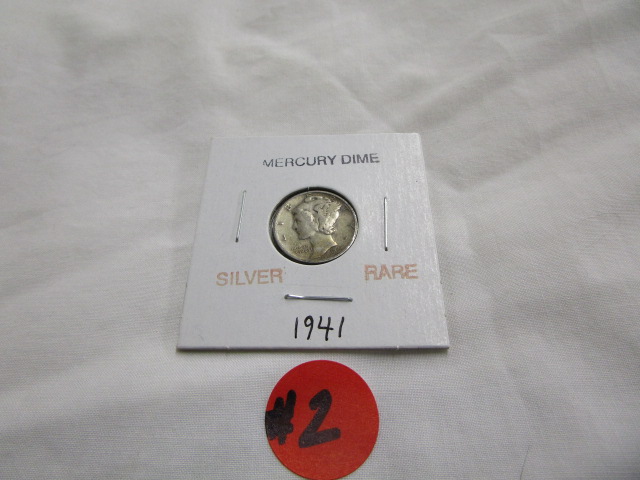 MERCURY DIME
SILVER RARE
1941
#2